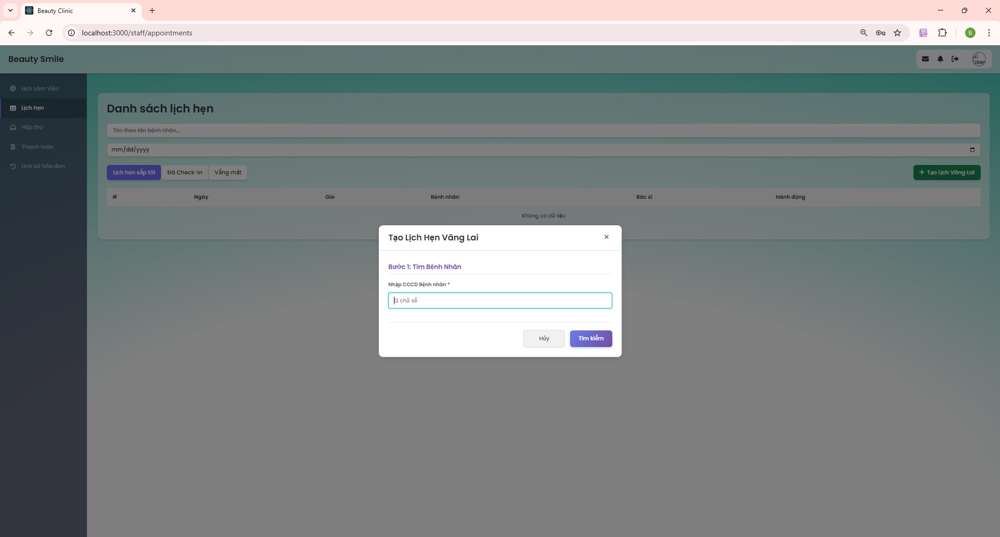 Beauty Clinic
localhost:3000/staff/appointments
B
Beauty Smile
User
Lịch Làm Việc
Lịch hẹn
Hộp thư
Thanh toán
Lịch sử hóa đơn
Danh sách lịch hẹn
Tìm theo tên bệnh nhân...
mm/dd/yyyy
Lịch hẹn sắp tới Đã Check-in Vắng mặt
+ Tạo Lịch Vãng Lai
# Ngày Giờ Bệnh nhân Bác sĩ Hành động
Không có dữ liệu
Tạo Lịch Hẹn Vãng Lai
Bước 1: Tìm Bệnh Nhân
Nhập CCCD Bệnh nhân *
12 chữ số
Hủy Tìm kiếm